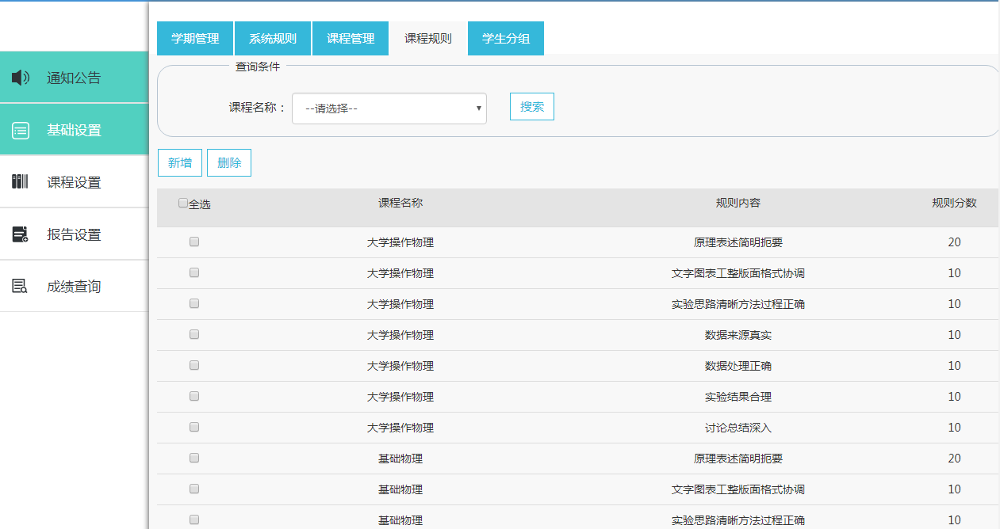 学期管理 系统规则 课程管理 课程规则 学生分组
通知公告
基础设置
课程设置
报告设置
成绩查询
查询条件
课程名称： --请选择-- 搜索
新增 删除
全选 课程名称 规则内容 规则分数
大学操作物理 原理表述简明扼要 20
大学操作物理 文字图表工整版面格式协调 10
大学操作物理 实验思路清晰方法过程正确 10
大学操作物理 数据来源真实 10
大学操作物理 数据处理正确 10
大学操作物理 实验结果合理 10
大学操作物理 讨论总结深入 10
基础物理 原理表述简明扼要 20
基础物理 文字图表工整版面格式协调 10
基础物理 实验思路清晰方法过程正确 10